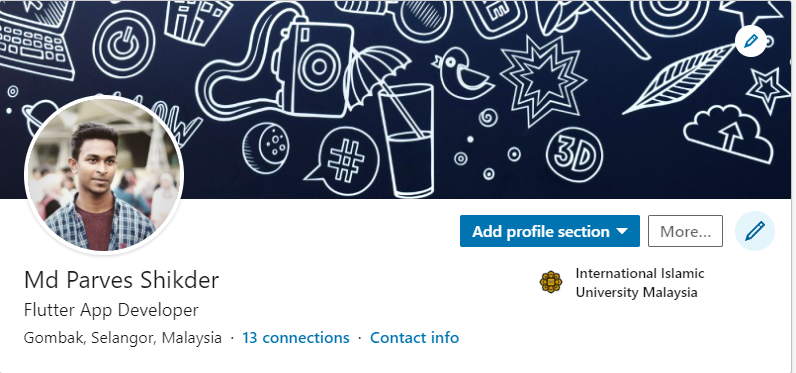 #
3D
Add profile section
More...
Md Parves Shikder
International Islamic
University Malaysia
Flutter App Developer
Gombak, Selangor, Malaysia · 13 connections · Contact info